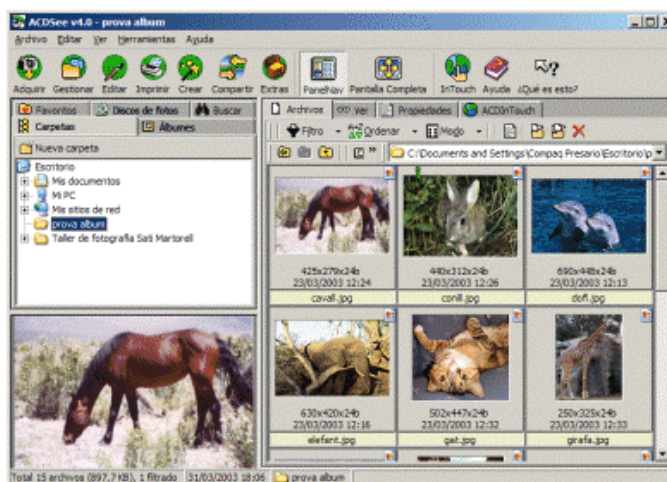 ACDSee v4.0 - prova album
Archivo Editar Ver Herramientas Ayuda
Adquirir Gestionar Editar Imprimir Crear Compartir Extras PanelNav Pantalla Completa InTouch Ayuda ¿Qué es esto?
Favoritos Discos de fotos Buscar
Carpetas Álbumes
Nueva carpeta
Escritorio
Mis documentos
Mi PC
Mis sitios de red
prova album
Taller de fotografia Sati Martorell
Archivos Ver Propiedades ACDInTouch
Filtro Ordenar Modo
C:\Documents and Settings\Compaq Presario\Escritorio\p
425x279x24b 440x312x24b 690x448x24b
23/03/2003 12:24 23/03/2003 12:26 23/03/2003 12:13
cavall.jpg conill.jpg dofi.jpg
630x420x24b 502x447x24b 250x325x24b
23/03/2003 12:16 23/03/2003 12:32 23/03/2003 12:33
elefant.jpg gat.jpg girafa.jpg
Total 15 archivos (897,7 KB), 1 filtrado 31/03/2003 18:06 prova album